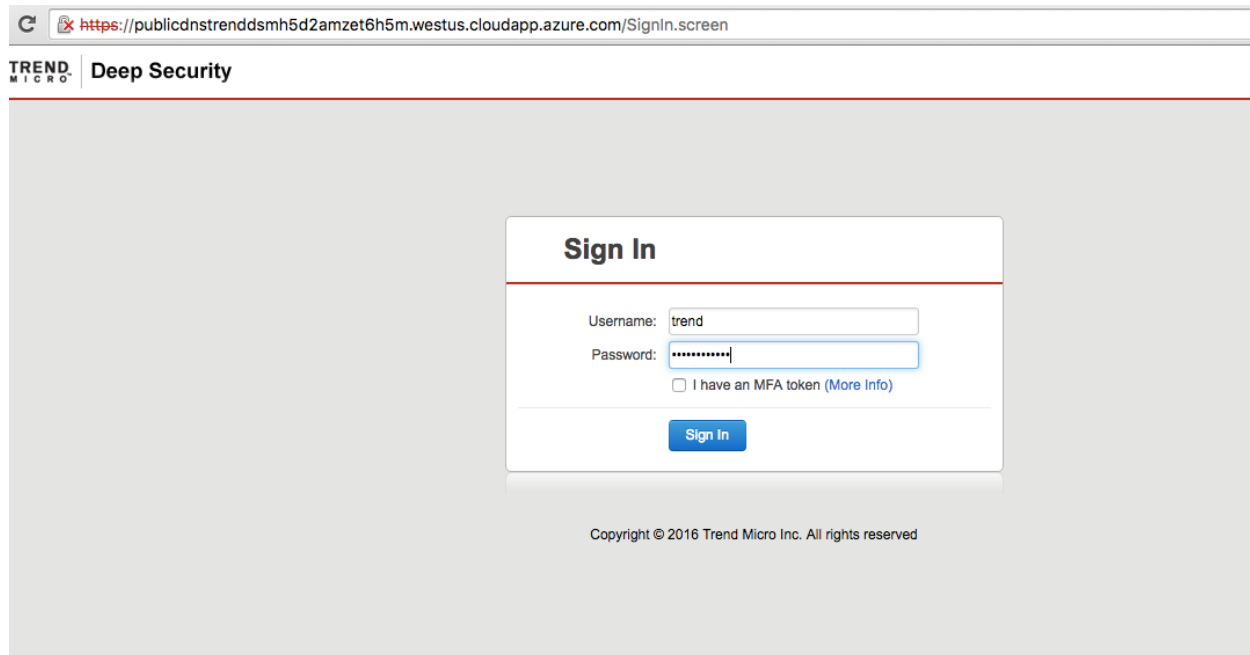 https://publicdnstrenddsmh5d2amzet6h5m.westus.cloudapp.azure.com/SignIn.screen
TREND MICRO™ Deep Security
Sign In
Username: trend
Password: ••••••••••••
I have an MFA token (More Info)
Sign In
Copyright © 2016 Trend Micro Inc. All rights reserved